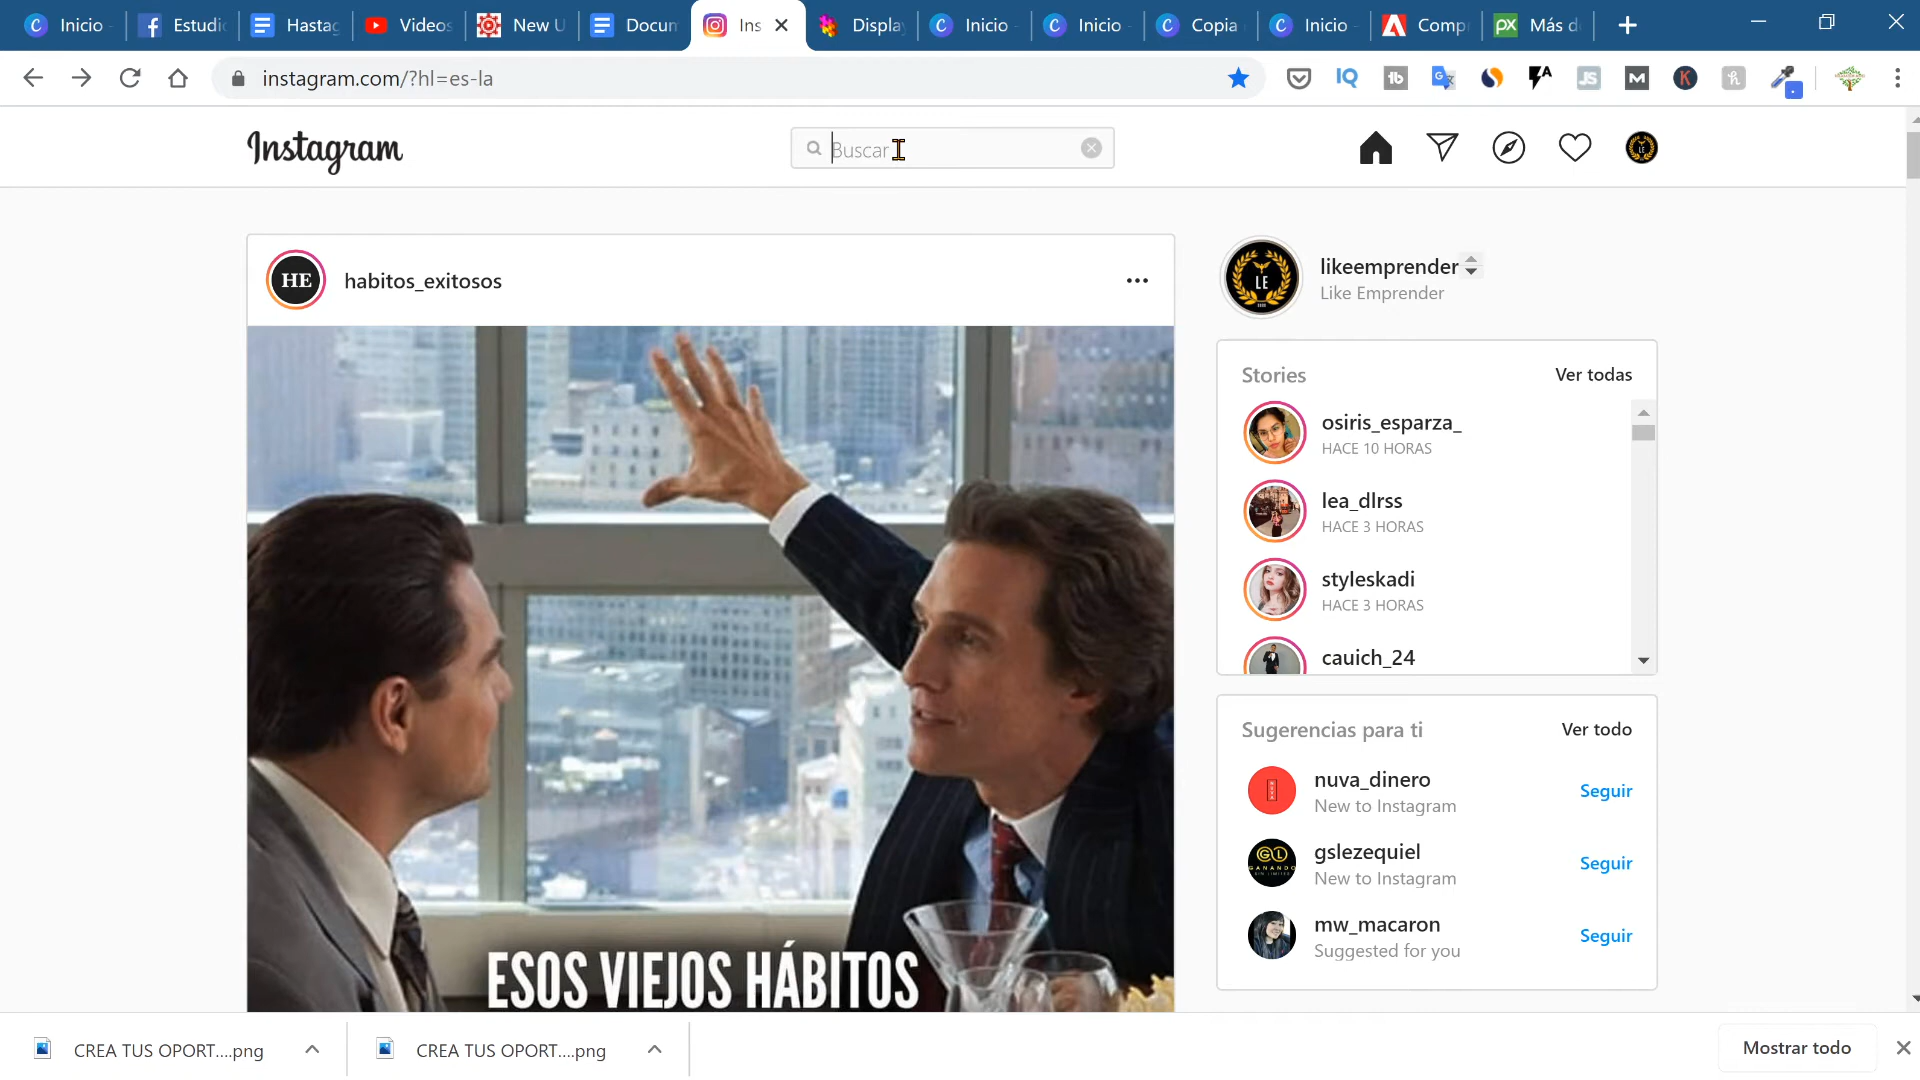 Inicio
Estudi
Hastag
Videos
New U
Docum
Ins
Display
Inicio
Inicio
Copia
Inicio
Compr
Más d
instagram.com/?hl=es-la
Instagram
Buscar
habitos_exitosos
likeemprender
Like Emprender
Stories
Ver todas
osiris_esparza_
HACE 10 HORAS
lea_dlrss
HACE 3 HORAS
styleskadi
HACE 3 HORAS
cauich_24
Sugerencias para ti
Ver todo
nuva_dinero
New to Instagram
Seguir
gslezequiel
New to Instagram
Seguir
mw_macaron
Suggested for you
Seguir
HE
LE
ESOS VIEJOS HÁBITOS
CREA TUS OPORT....png
CREA TUS OPORT....png
Mostrar todo